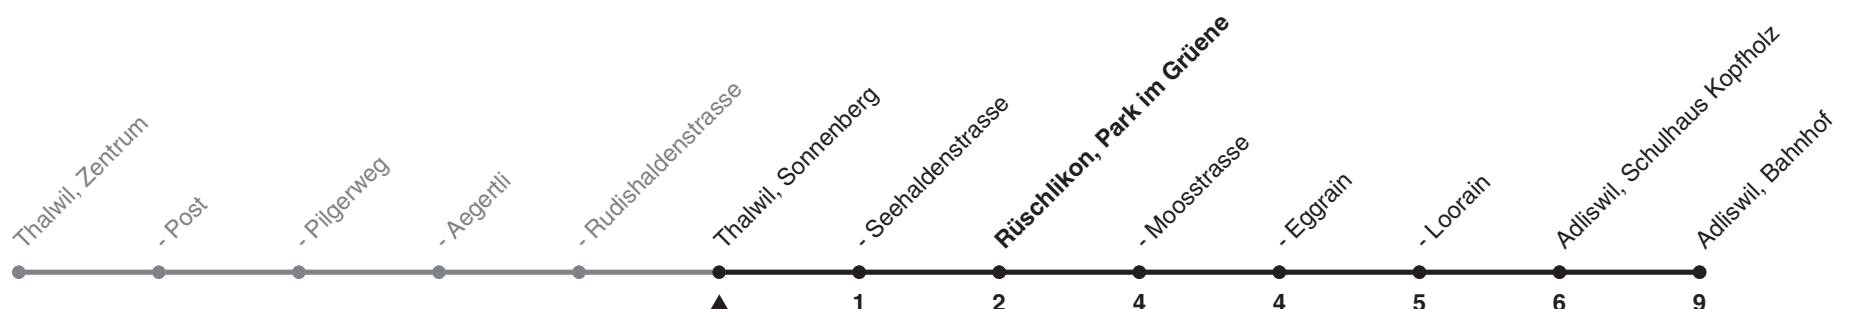 Thalwil, Zentrum
- Post
- Pilgerweg
- Aegertli
- Rudishaldenstrasse
Thalwil, Sonnenberg
- Seehaldenstrasse
Rüschlikon, Park im Grüene
- Moosstrasse
- Eggrain
- Loorain
Adliswil, Schulhaus Kopfholz
Adliswil, Bahnhof
1 2 4 4 5 6 9